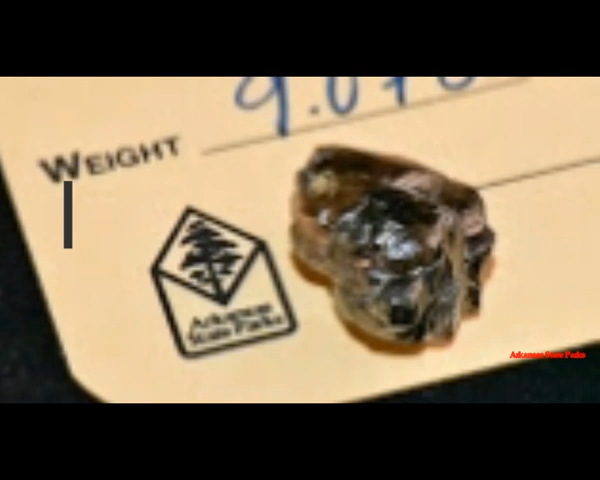 9.07
WEIGHT
Arkansas
State Parks
Arkansas State Parks